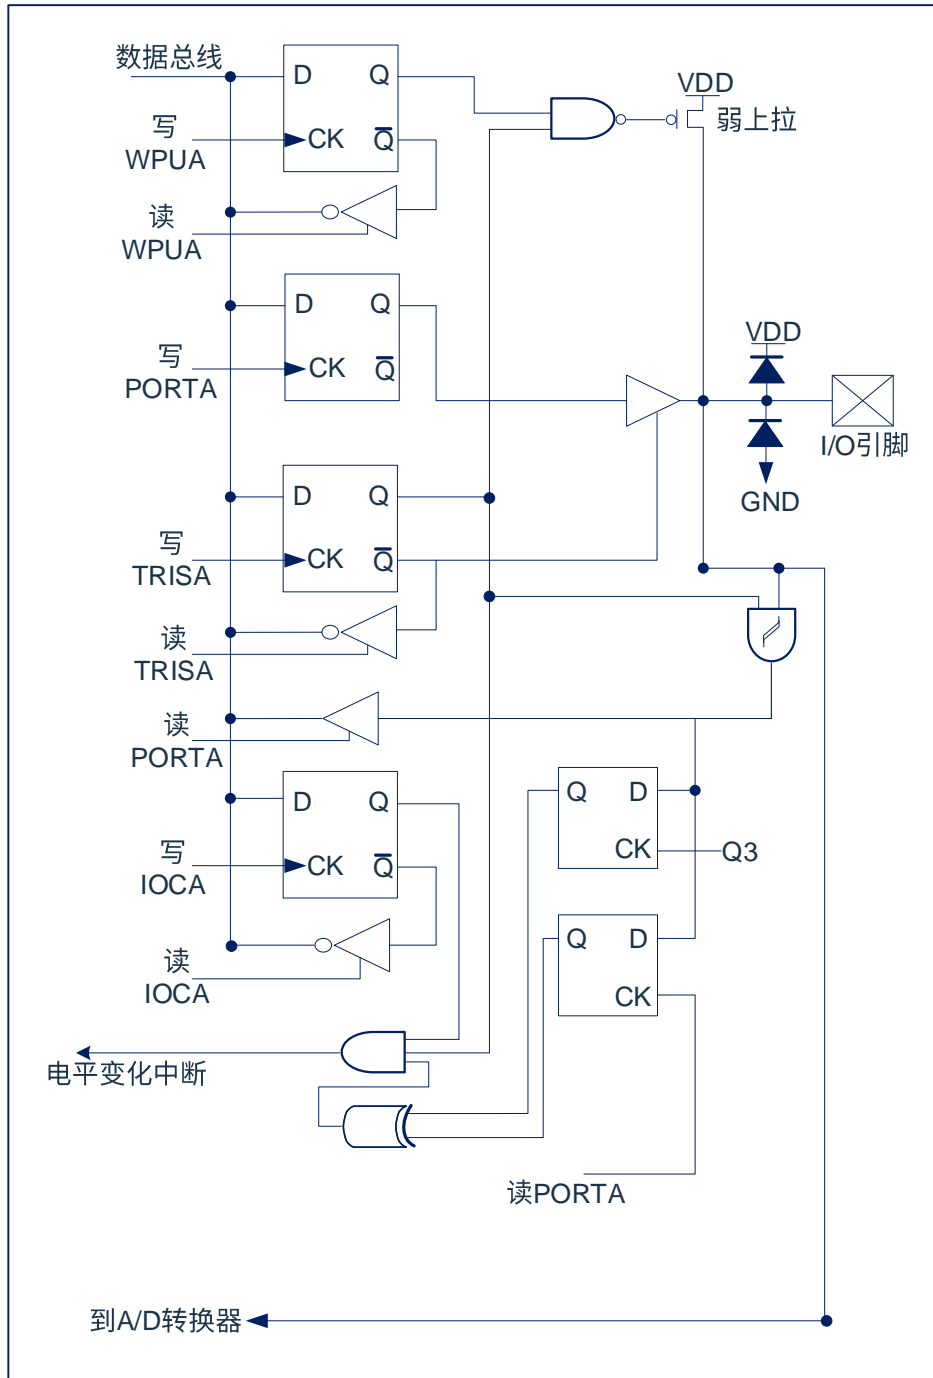 数据总线
D Q
VDD
弱上拉
写
WPUA
CK Q
读
WPUA
D Q
写
PORTA
CK Q
VDD
I/O引脚
GND
D Q
写
TRISA
CK Q
读
TRISA
读
PORTA
D Q
Q D
写
IOCA
CK Q
CK
Q3
Q D
读
IOCA
CK
电平变化中断
读PORTA
到A/D转换器